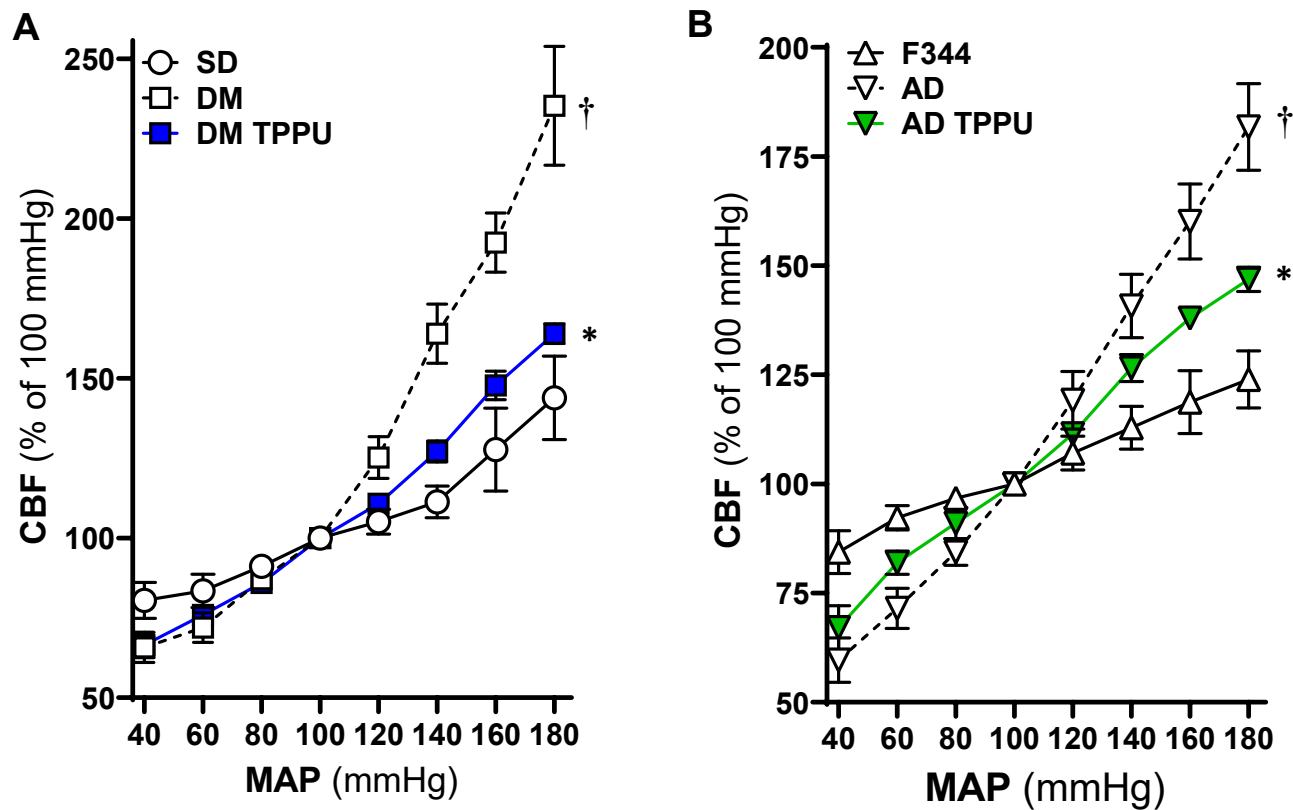 A
SD
DM
DM TPPU
250
200
150
100
50
†
*
40 60 80 100 120 140 160 180
MAP (mmHg)
CBF (% of 100 mmHg)
B
F344
AD
AD TPPU
200
175
150
125
100
75
50
†
*
40 60 80 100 120 140 160 180
MAP (mmHg)
CBF (% of 100 mmHg)